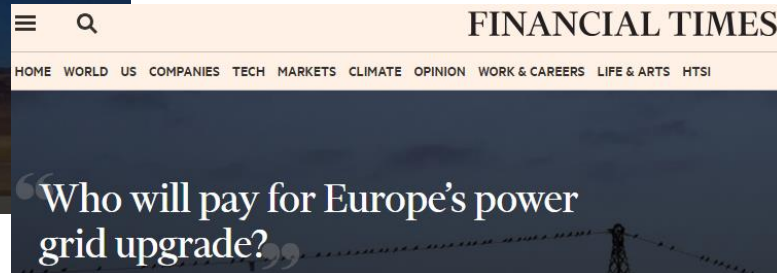 FINANCIAL TIMES
HOME WORLD US COMPANIES TECH MARKETS CLIMATE OPINION WORK & CAREERS LIFE & ARTS HTSI
“Who will pay for Europe’s power
grid upgrade?”